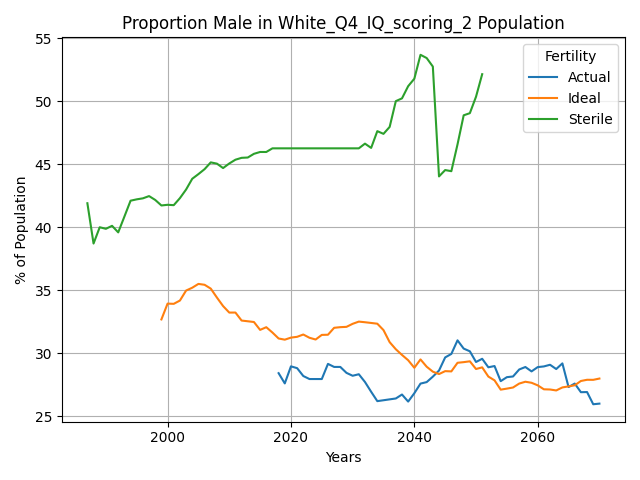 Proportion Male in White_Q4_IQ_scoring_2 Population
55
50
45
40
35
30
25
% of Population
Fertility
Actual
Ideal
Sterile
2000
2020
2040
2060
Years